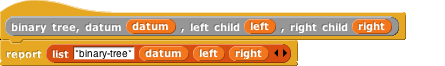 binary tree, datum datum , left child left , right child right
report list "binary-tree" datum left right